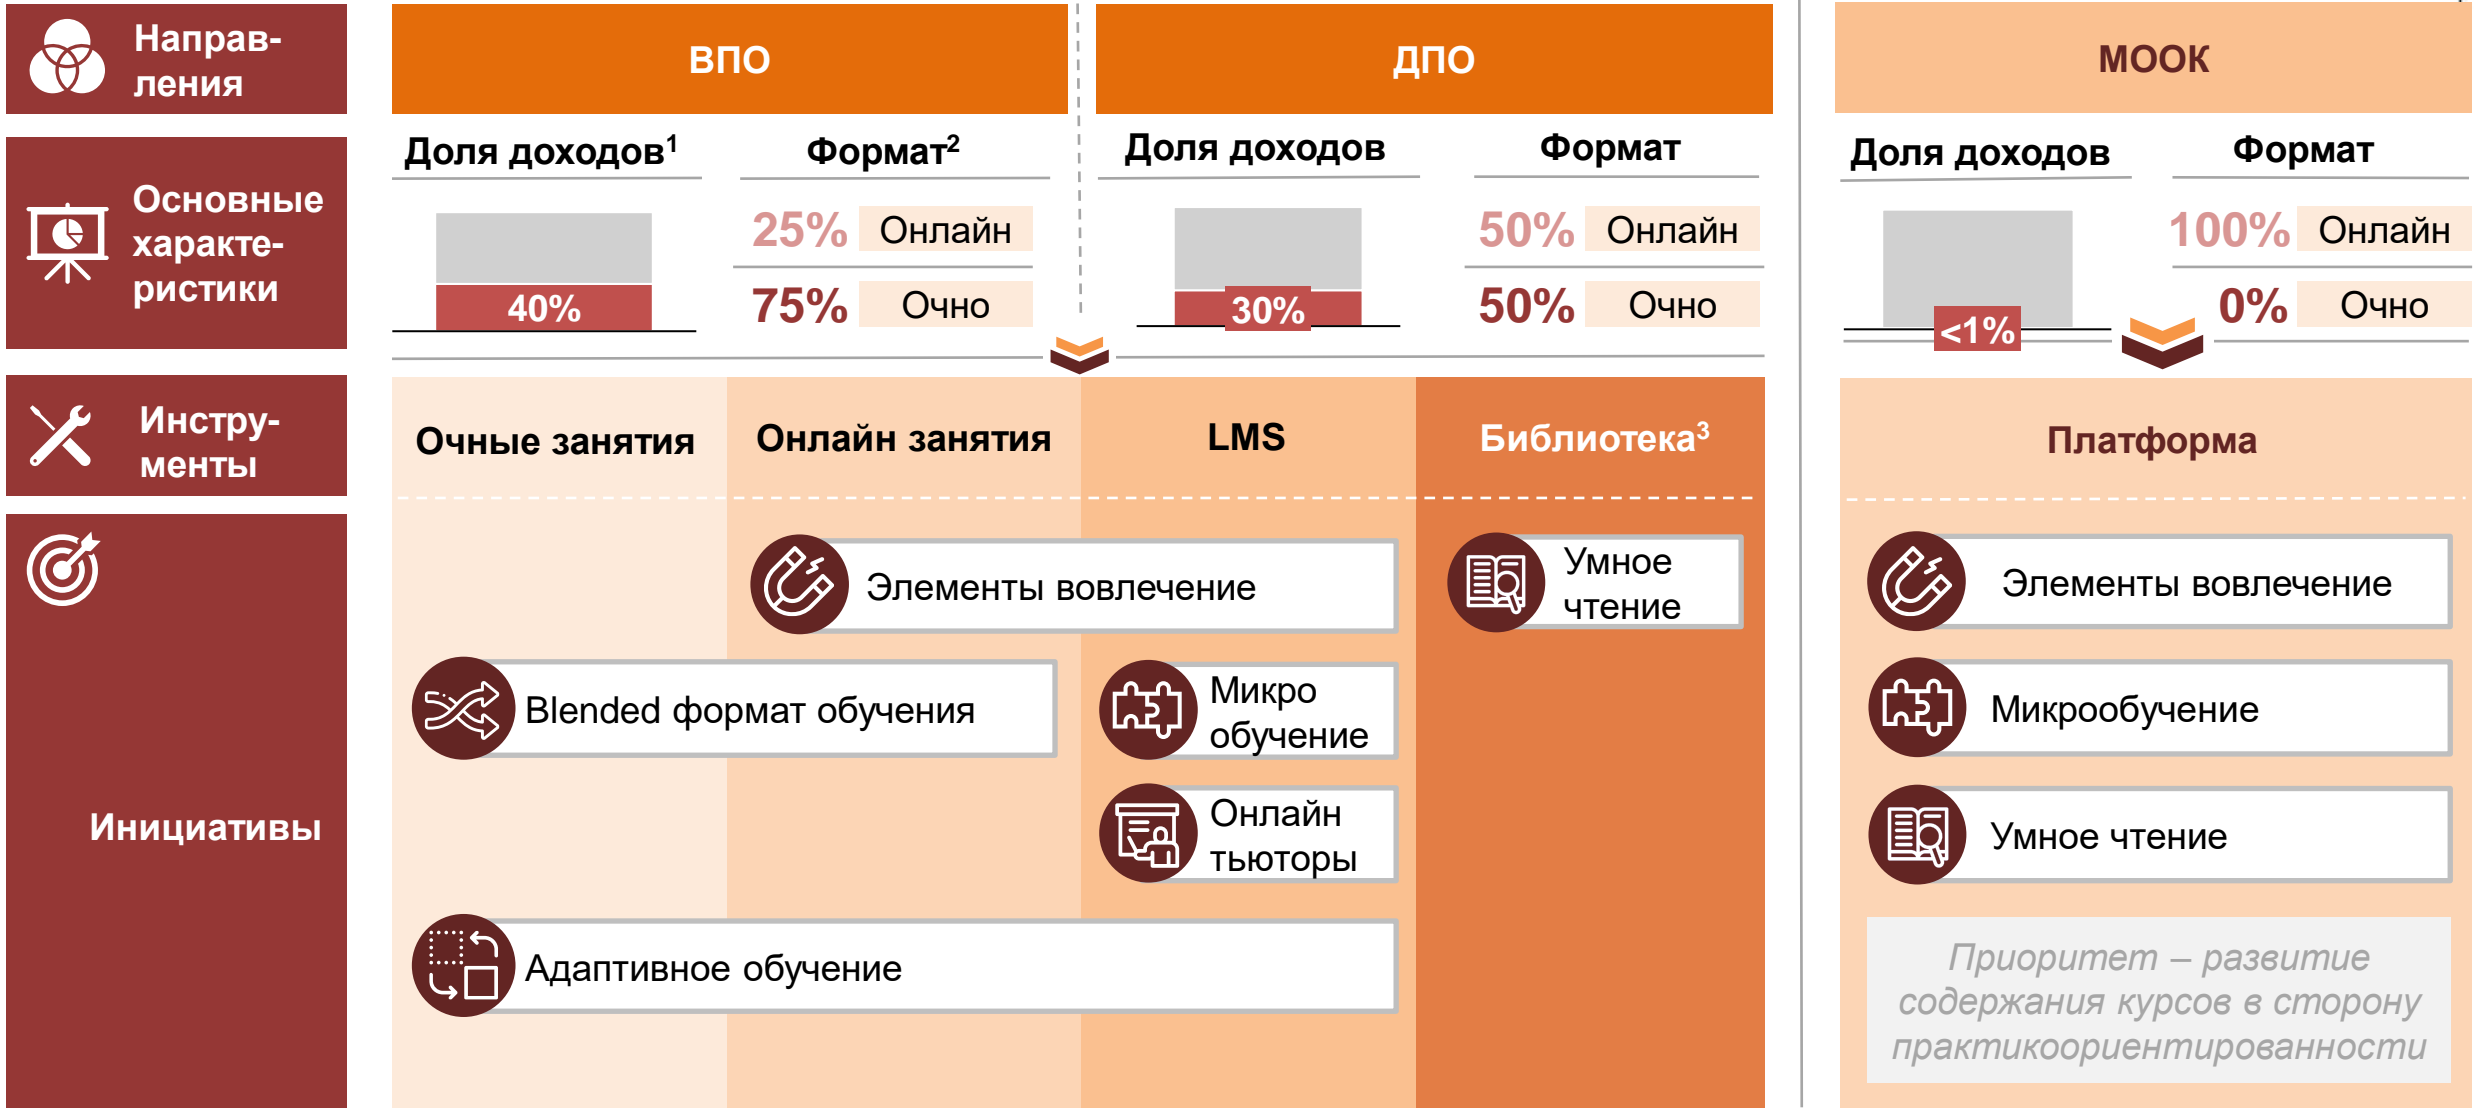 Направ-
ления
ВПО
ДПО
МООК
Основные
характе-
ристики
Доля доходов1
Формат2
Доля доходов
Формат
Доля доходов
Формат
25% Онлайн
75% Очно
40%
50% Онлайн
50% Очно
30%
100% Онлайн
0% Очно
<1%
Инстру-
менты
Очные занятия
Онлайн занятия
LMS
Библиотека3
Платформа
Инициативы
Элементы вовлечение
Умное
чтение
Blended формат обучения
Микро
обучение
Онлайн
тьюторы
Адаптивное обучение
Элементы вовлечение
Микрообучение
Умное чтение
Приоритет – развитие
содержания курсов в сторону
практикоориентированности